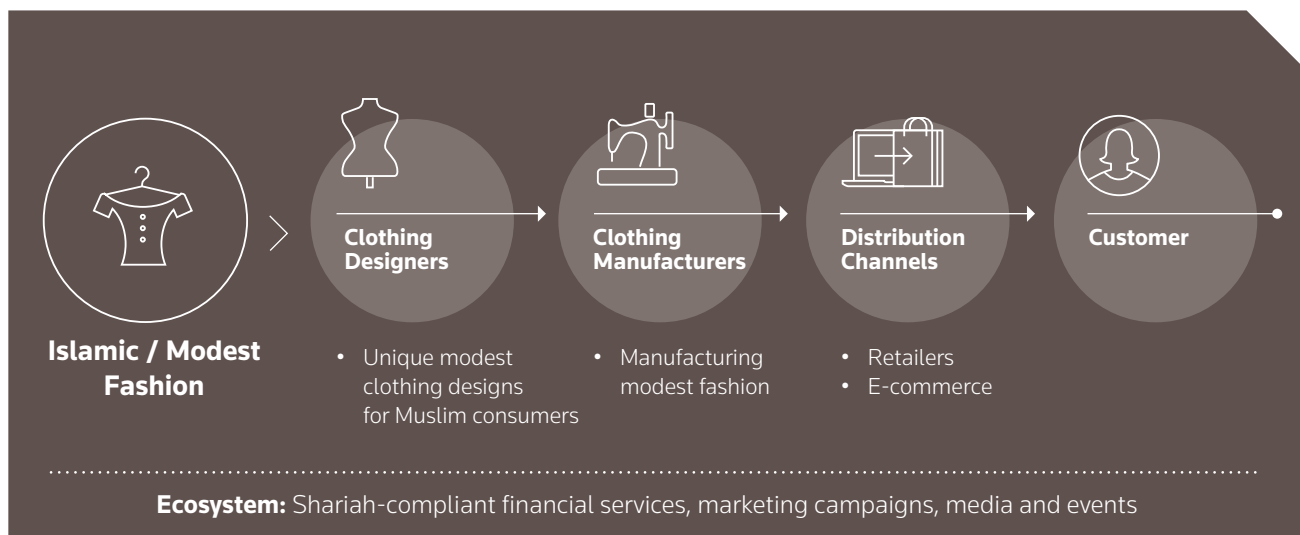 Islamic / Modest
Fashion
Clothing
Designers
• Unique modest
clothing designs
for Muslim consumers
Clothing
Manufacturers
• Manufacturing
modest fashion
Distribution
Channels
• Retailers
• E-commerce
Customer
Ecosystem: Shariah-compliant financial services, marketing campaigns, media and events